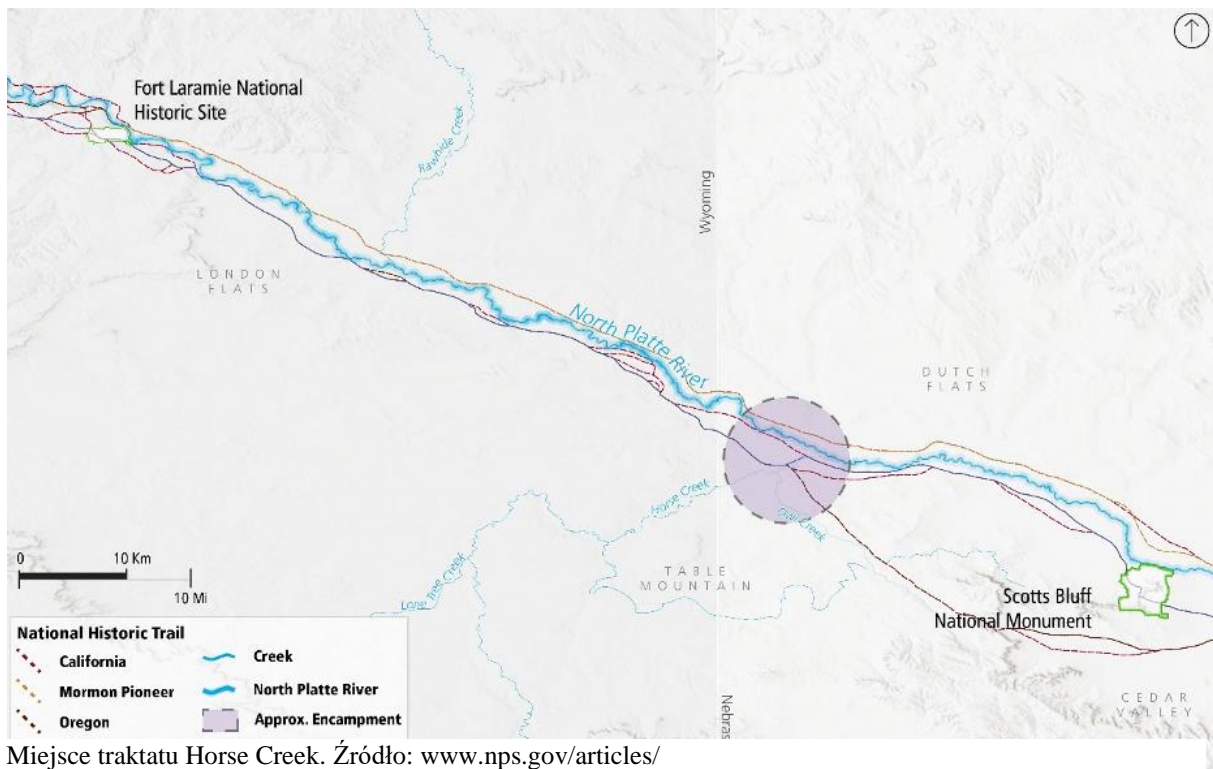 Fort Laramie National
Historic Site
Rawhide Creek
Wyoming
LONDON
FLATS
North Platte River
DUTCH
FLATS
Horse Creek
TABLE
MOUNTAIN
Lone Tree Creek
Scotts Bluff
National Monument
0 10 Km
10 Mi
CEDAR
VALLEY
Nebras
National Historic Trail
California
Mormon Pioneer
Oregon
Creek
North Platte River
Approx. Encampment
Miejsce traktatu Horse Creek. Źródło: www.nps.gov/articles/